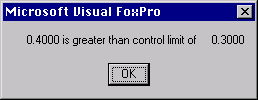 Microsoft Visual FoxPro
0.4000 is greater than control limit of 0.3000
OK